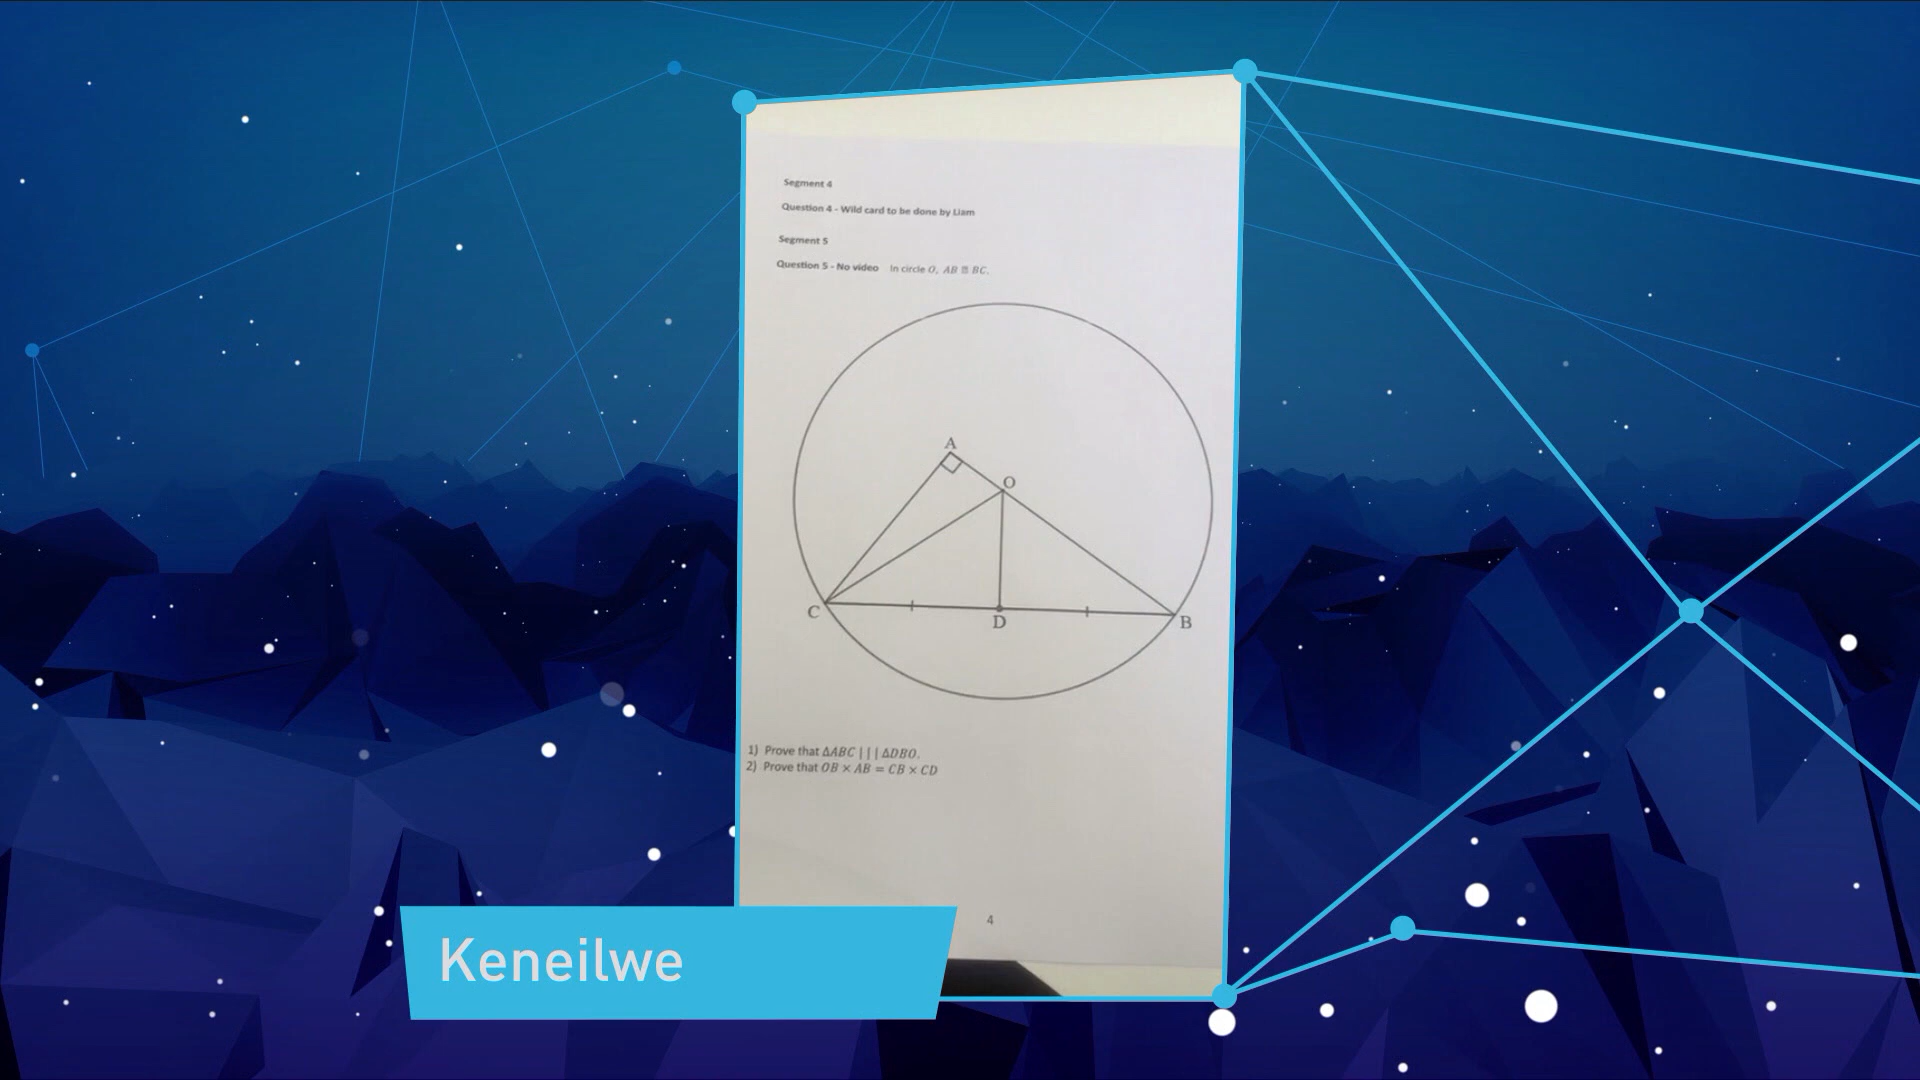 Segment 4
Question 4 - Wild card to be done by Liam
Segment 5
Question 5 - No video In circle O, AB ⊠ BC.
A
O
C
D
B
1) Prove that ΔABC ||| ΔDBO.
2) Prove that OB × AB = CB × CD
4
Keneilwe